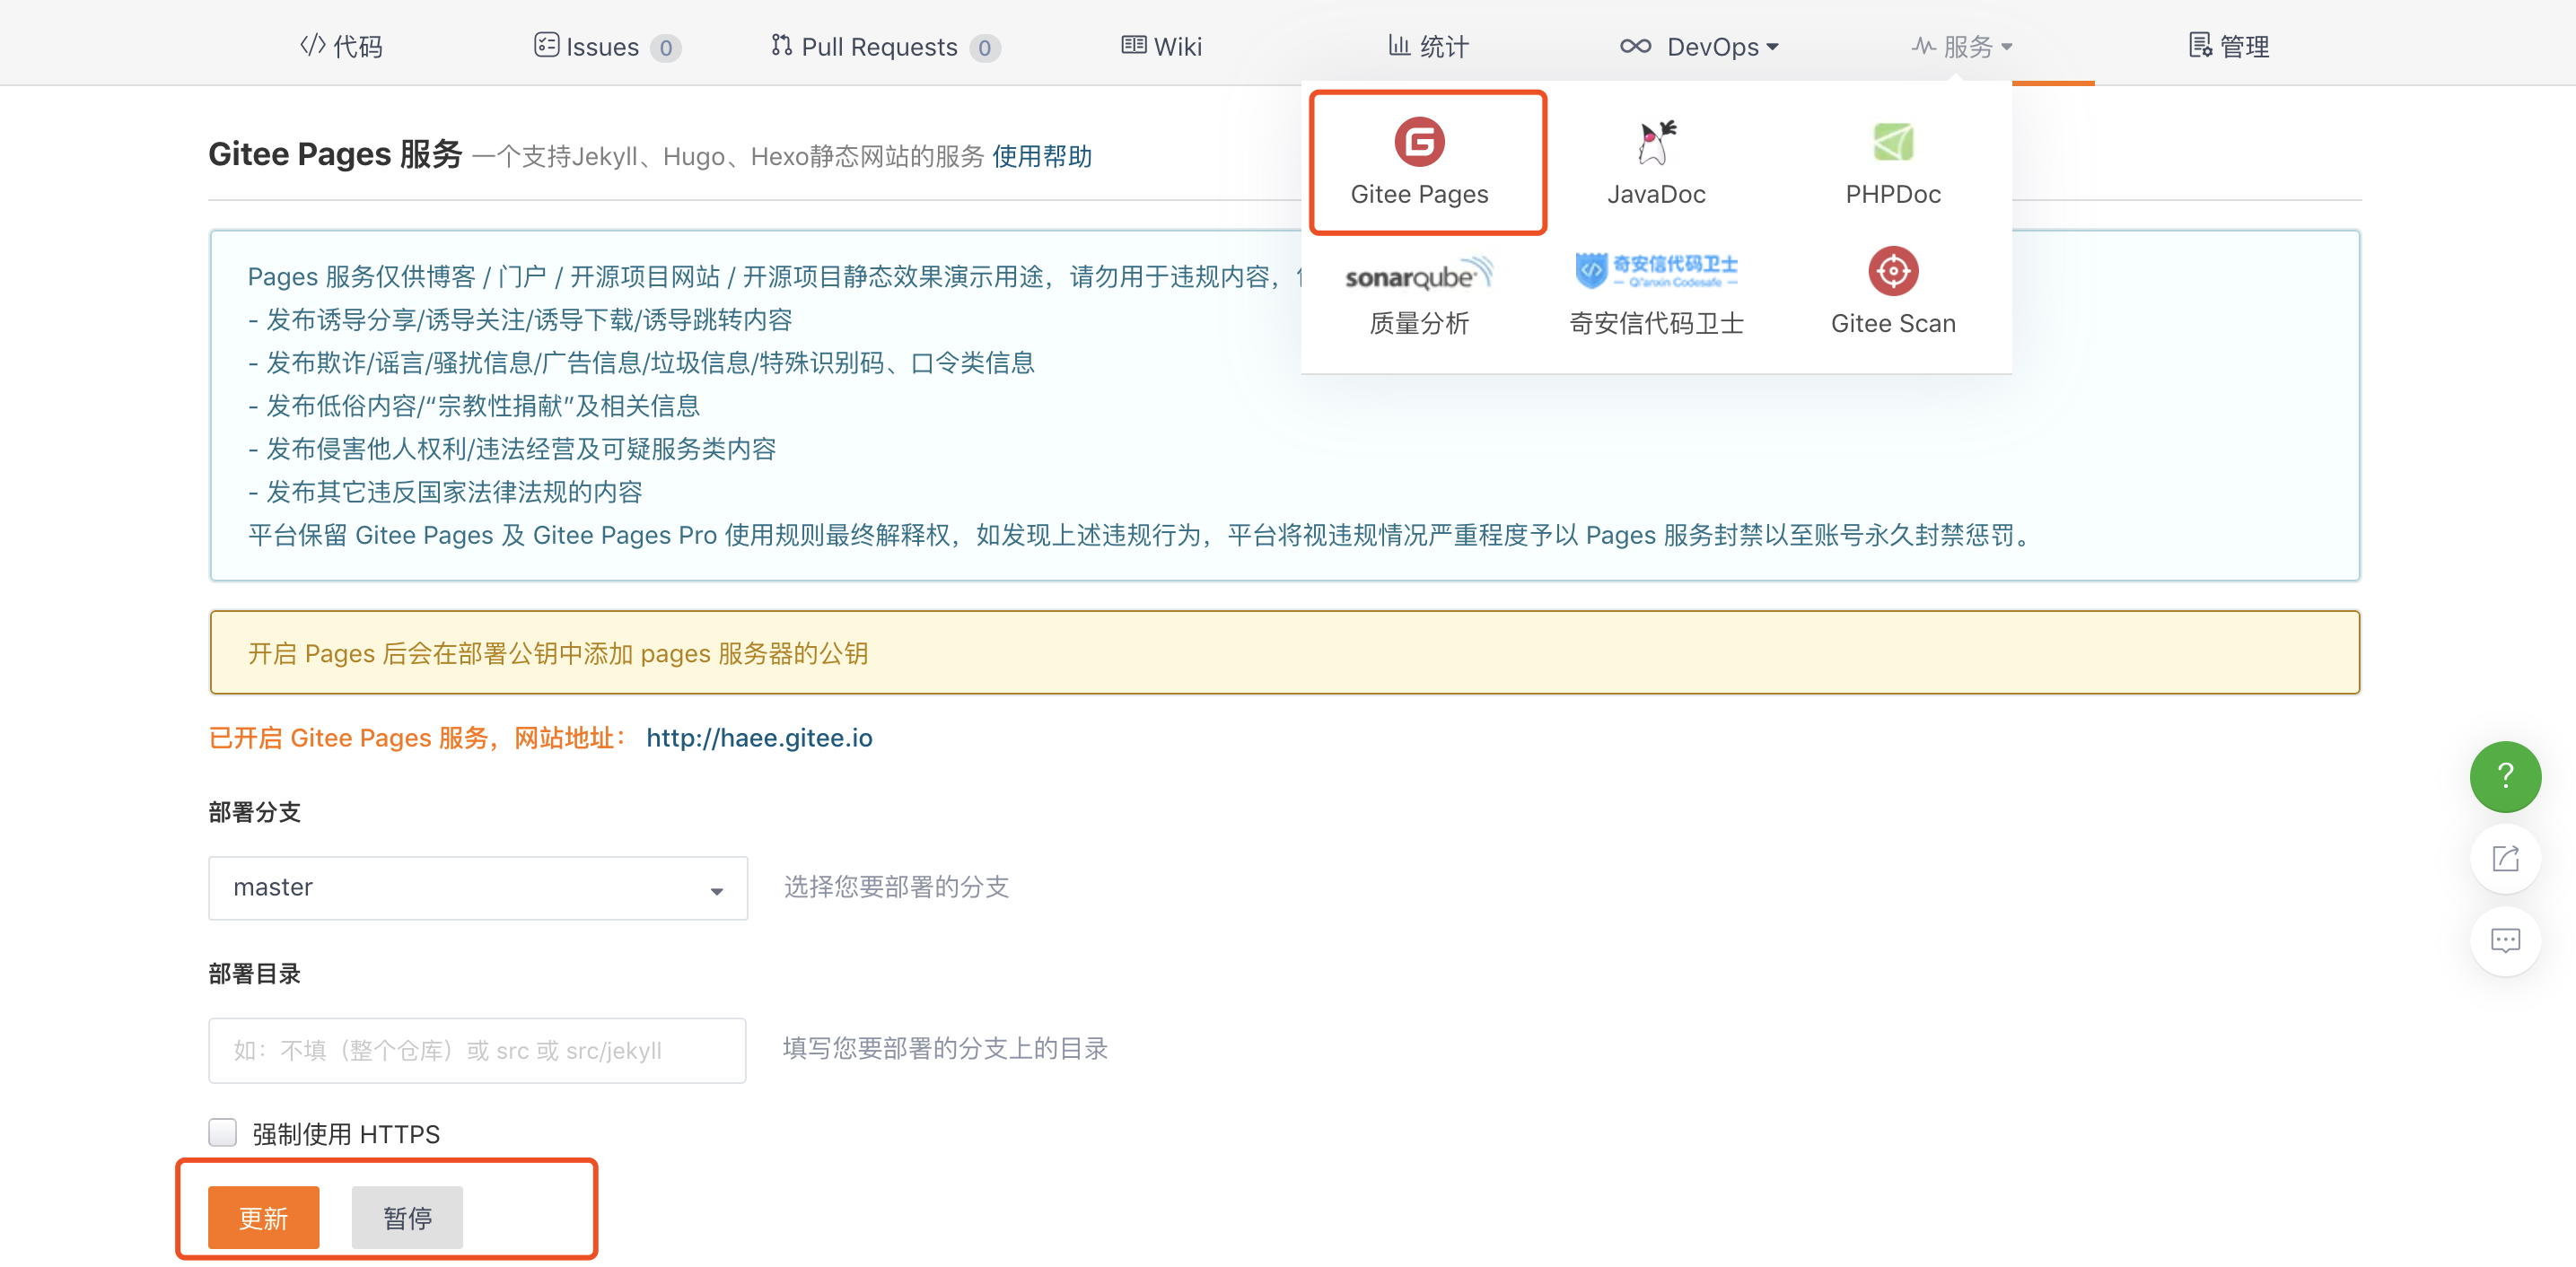 代码
Issues 0
Pull Requests 0
Wiki
统计
DevOps
服务
管理
Gitee Pages 服务 一个支持Jekyll、Hugo、Hexo静态网站的服务 使用帮助
Gitee Pages
JavaDoc
PHPDoc
sonarqube
奇安信代码卫士
Qi'anxin Codesafe
质量分析
奇安信代码卫士
Gitee Scan
Pages 服务仅供博客 / 门户 / 开源项目网站 / 开源项目静态效果演示用途，请勿用于违规内容，
- 发布诱导分享/诱导关注/诱导下载/诱导跳转内容
- 发布欺诈/谣言/骚扰信息/广告信息/垃圾信息/特殊识别码、口令类信息
- 发布低俗内容/“宗教性捐献”及相关信息
- 发布侵害他人权利/违法经营及可疑服务类内容
- 发布其它违反国家法律法规的内容
平台保留 Gitee Pages 及 Gitee Pages Pro 使用规则最终解释权，如发现上述违规行为，平台将视违规情况严重程度予以 Pages 服务封禁以至账号永久封禁惩罚。
开启 Pages 后会在部署公钥中添加 pages 服务器的公钥
已开启 Gitee Pages 服务，网站地址： http://haee.gitee.io
部署分支
master
选择您要部署的分支
部署目录
如：不填（整个仓库）或 src 或 src/jekyll
填写您要部署的分支上的目录
强制使用 HTTPS
更新
暂停
?